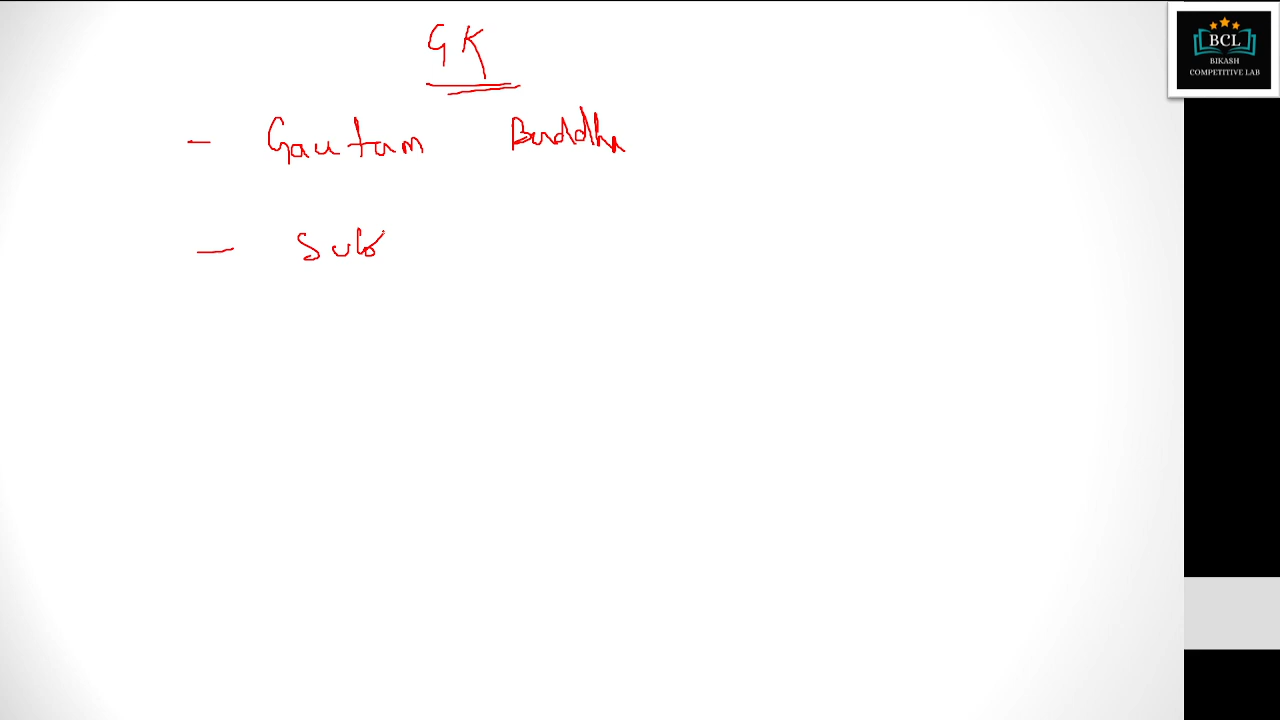 GK
- Gautam Buddha
- Sub
BCL
BIKASH
COMPETITIVE LAB